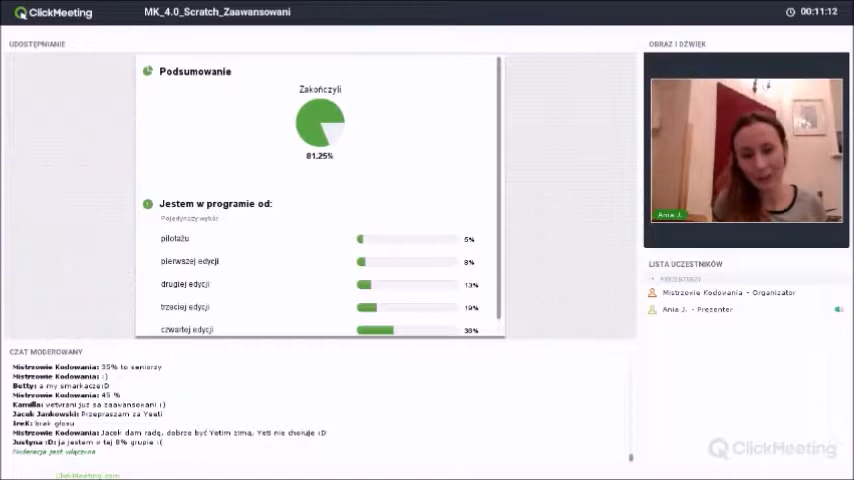 ClickMeeting
MK_4.0_Scratch_Zaawansowani
00:11:12
UDOSTĘPNIANIE
Podsumowanie
Zakończyli
81.25%
Jestem w programie od:
Pojedynczy wybór
pilotażu 5%
pierwszej edycji 8%
drugiej edycji 13%
trzeciej edycji 19%
czwartej edycji 36%
OBRAZ I DŹWIĘK
Ania J.
LISTA UCZESTNIKÓW
PREZENTERZY
Mistrzowie Kodowania - Organizator
Ania J. - Prezenter
CZAT MODEROWANY
Mistrzowie Kodowania: 35% to seniorzy
Mistrzowie Kodowania: :)
Betty: a my smarkacze:D
Mistrzowie Kodowania: 45 %
Kamilla: wetwrani już sa zaawansowani :)
Jacek Jankowski: Przepraszam za Yeeti
IreK: brak głosu
Mistrzowie Kodowania: Jacek dam radę, dobrze być Yetim zimą, Yeti nie choruje :D
Justyna :D: ja jestem w tej 8% grupie :(
Moderacja jest włączona
ClickMeeting.com
ClickMeeting